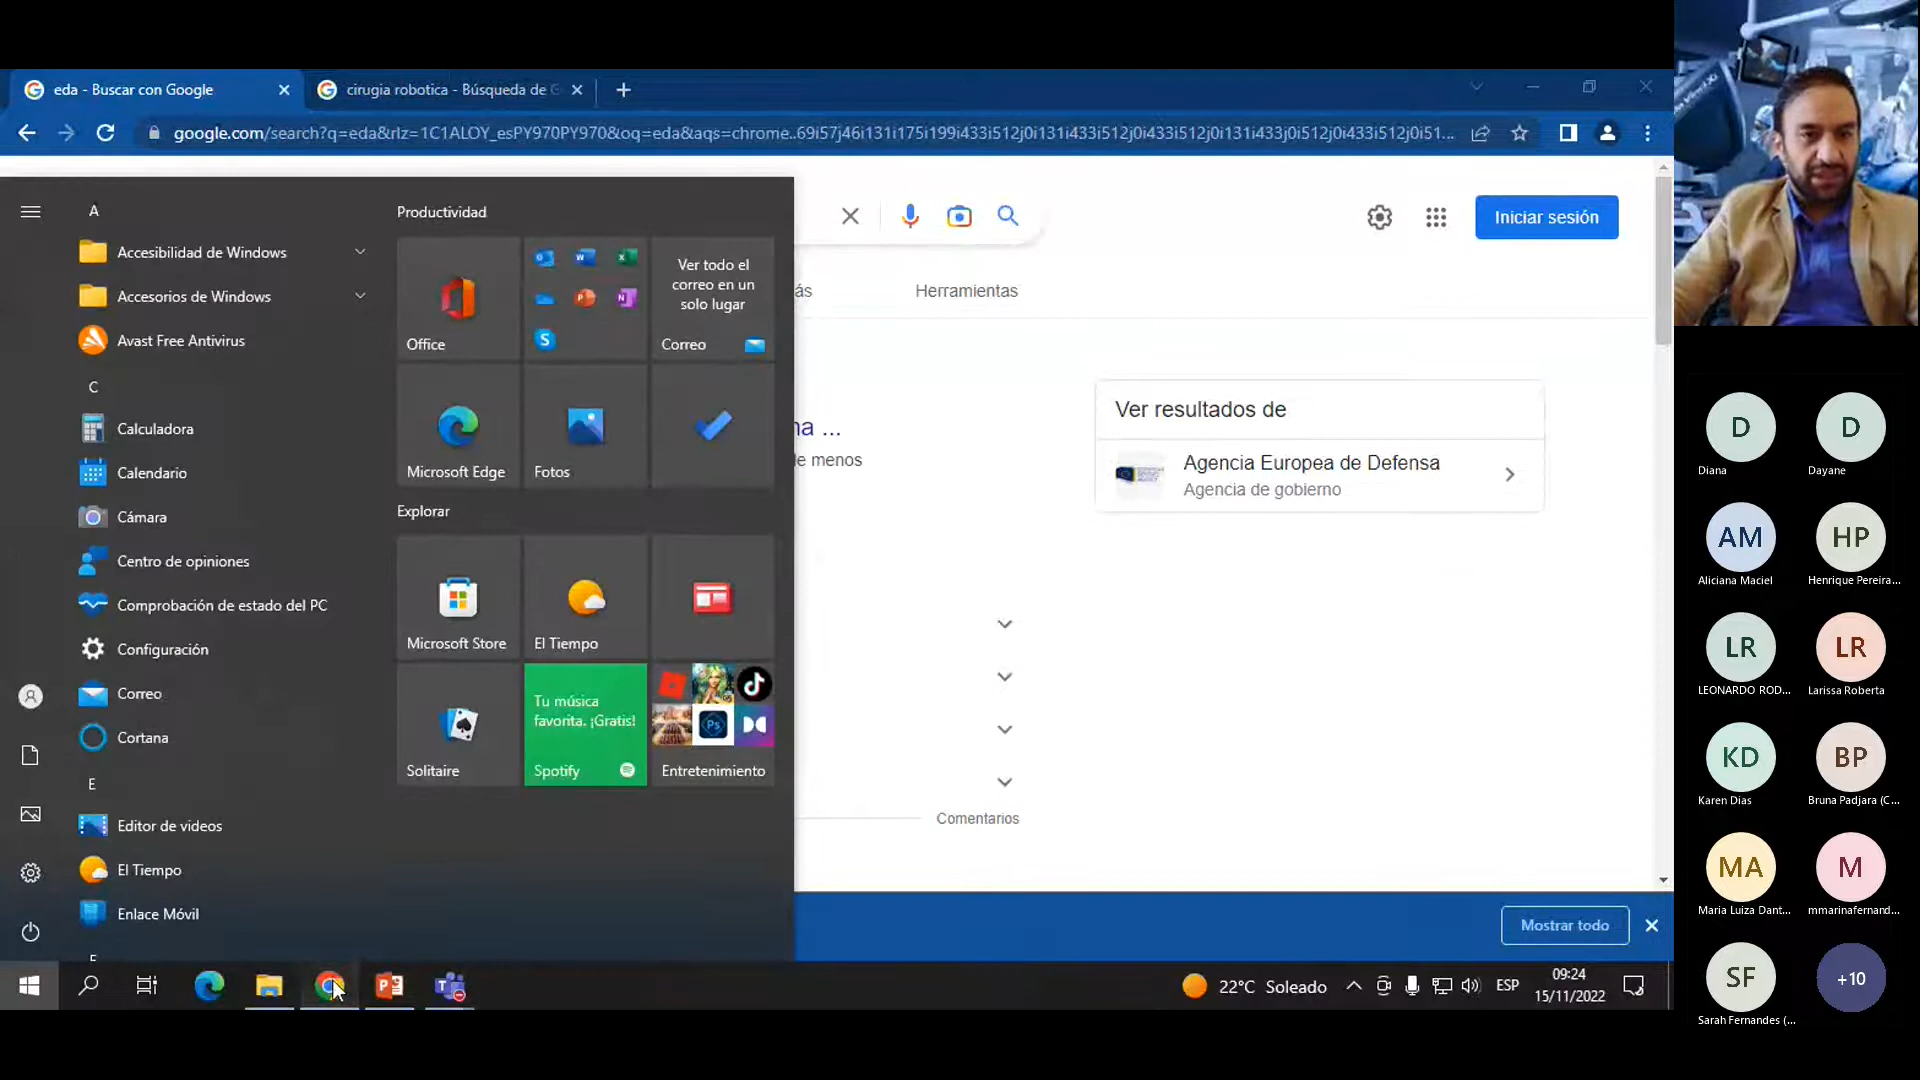 eda - Buscar con Google
cirugia robotica - Búsqueda de G
google.com/search?q=eda&rlz=1C1ALOY_esPY970PY970&oq=eda&aqs=chrome..69i57j46i131i175i199i433i512j0i131i433i512j0i433i512j0i131i433j0i512j0i433i512j0i51...
Iniciar sesión
ás
Herramientas
na ...
de menos
Ver resultados de
Agencia Europea de Defensa
Agencia de gobierno
Comentarios
Mostrar todo
A
Accesibilidad de Windows
Accesorios de Windows
Avast Free Antivirus
C
Calculadora
Calendario
Cámara
Centro de opiniones
Comprobación de estado del PC
Configuración
Correo
Cortana
E
Editor de videos
El Tiempo
Enlace Móvil
Productividad
Office
Ver todo el
correo en un
solo lugar
Correo
Microsoft Edge
Fotos
Explorar
Microsoft Store
El Tiempo
Solitaire
Tu música
favorita. ¡Gratis!
Spotify
Ps
Entretenimiento
22°C Soleado
ESP
09:24
15/11/2022
D
Diana
D
Dayane
AM
Aliciana Maciel
HP
Henrique Pereira...
LR
LEONARDO ROD...
LR
Larissa Roberta
KD
Karen Dias
BP
Bruna Padjara (C...
MA
Maria Luiza Dant...
M
mmarinafernand...
SF
Sarah Fernandes (...
+10